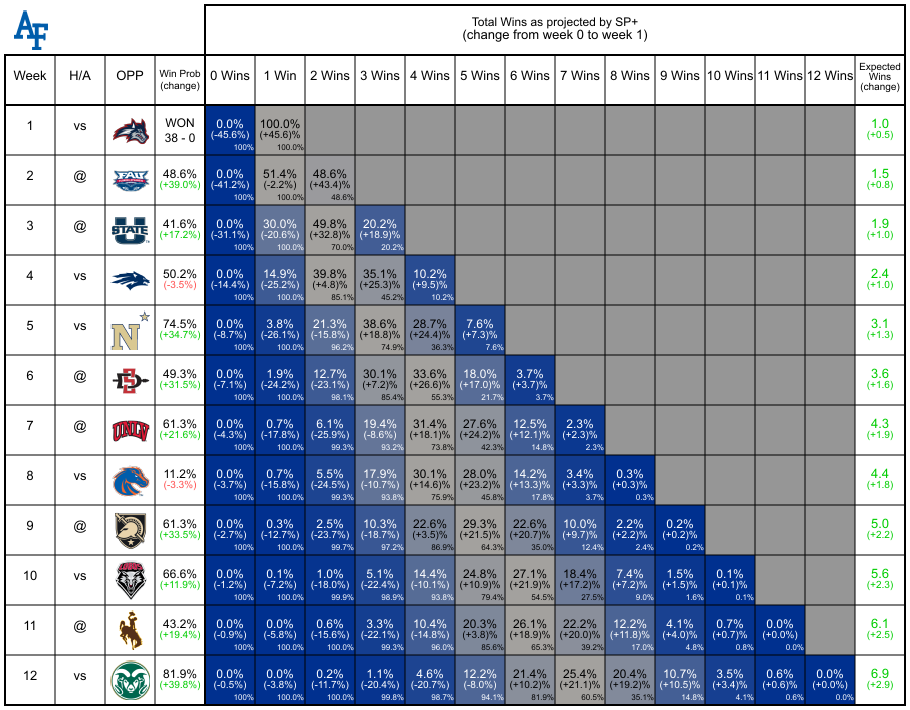 AF
Total Wins as projected by SP+
(change from week 0 to week 1)
Week H/A OPP Win Prob (change) 0 Wins 1 Win 2 Wins 3 Wins 4 Wins 5 Wins 6 Wins 7 Wins 8 Wins 9 Wins 10 Wins 11 Wins 12 Wins Expected Wins (change)
1 vs WON 0.0% 100.0% 1.0
38 - 0 (-45.6%) (+45.6)% (+0.5)
100% 100.0%
2 @ FAU 48.6% 0.0% 51.4% 48.6% 1.5
(+39.0%) (-41.2%) (-2.2)% (+43.4)% (+0.8)
100% 100.0% 48.6%
3 @ U STATE 41.6% 0.0% 30.0% 49.8% 20.2% 1.9
(+17.2%) (-31.1%) (-20.6)% (+32.8)% (+18.9)% (+1.0)
100% 100.0% 70.0% 20.2%
4 vs 50.2% 0.0% 14.9% 39.8% 35.1% 10.2% 2.4
(-3.5%) (-14.4%) (-25.2)% (+4.8)% (+25.3)% (+9.5)% (+1.0)
100% 100.0% 85.1% 45.2% 10.2%
5 vs N 74.5% 0.0% 3.8% 21.3% 38.6% 28.7% 7.6% 3.1
(+34.7%) (-8.7%) (-26.1)% (-15.8)% (+18.8)% (+24.4)% (+7.3)% (+1.3)
100% 100.0% 96.2% 74.9% 36.3% 7.6%
6 @ SD 49.3% 0.0% 1.9% 12.7% 30.1% 33.6% 18.0% 3.7% 3.6
(+31.5%) (-7.1%) (-24.2)% (-23.1)% (+7.2)% (+26.6)% (+17.0)% (+3.7)% (+1.6)
100% 100.0% 98.1% 85.4% 55.3% 21.7% 3.7%
7 @ UNLV 61.3% 0.0% 0.7% 6.1% 19.4% 31.4% 27.6% 12.5% 2.3% 4.3
(+21.6%) (-4.3%) (-17.8)% (-25.9)% (-8.6)% (+18.1)% (+24.2)% (+12.1)% (+2.3)% (+1.9)
100% 100.0% 99.3% 93.2% 73.8% 42.3% 14.8% 2.3%
8 vs 11.2% 0.0% 0.7% 5.5% 17.9% 30.1% 28.0% 14.2% 3.4% 0.3% 4.4
(-3.3%) (-3.7%) (-15.8)% (-24.5)% (-10.7)% (+14.6)% (+23.2)% (+13.3)% (+3.3)% (+0.3)% (+1.8)
100% 100.0% 99.3% 93.8% 75.9% 45.8% 17.8% 3.7% 0.3%
9 @ 61.3% 0.0% 0.3% 2.5% 10.3% 22.6% 29.3% 22.6% 10.0% 2.2% 0.2% 5.0
(+33.5%) (-2.7%) (-12.7)% (-23.7)% (-18.7)% (+3.5)% (+21.5)% (+20.7)% (+9.7)% (+2.2)% (+0.2)% (+2.2)
100% 100.0% 99.7% 97.2% 86.9% 64.3% 35.0% 12.4% 2.4% 0.2%
10 vs 66.6% 0.0% 0.1% 1.0% 5.1% 14.4% 24.8% 27.1% 18.4% 7.4% 1.5% 0.1% 5.6
(+11.9%) (-1.2%) (-7.2)% (-18.0)% (-22.4)% (-10.1)% (+10.9)% (+21.9)% (+17.2)% (+7.2)% (+1.5)% (+0.1)% (+2.3)
100% 100.0% 99.9% 98.9% 93.8% 79.4% 54.5% 27.5% 9.0% 1.6% 0.1%
11 @ 43.2% 0.0% 0.0% 0.6% 3.3% 10.4% 20.3% 26.1% 22.2% 12.2% 4.1% 0.7% 0.0% 6.1
(+19.4%) (-0.9%) (-5.8)% (-15.6)% (-22.1)% (-14.8)% (+3.8)% (+18.9)% (+20.0)% (+11.8)% (+4.0)% (+0.7)% (+0.0)% (+2.5)
100% 100.0% 100.0% 99.3% 96.0% 85.6% 65.3% 39.2% 17.0% 4.8% 0.8% 0.0%
12 vs 81.9% 0.0% 0.0% 0.2% 1.1% 4.6% 12.2% 21.4% 25.4% 20.4% 10.7% 3.5% 0.6% 0.0% 6.9
(+39.8%) (-0.5%) (-3.8)% (-11.7)% (-20.4)% (-20.7)% (-8.0)% (+10.2)% (+21.1)% (+19.2)% (+10.5)% (+3.4)% (+0.6)% (+0.0)% (+2.9)
100% 100.0% 100.0% 99.8% 98.7% 94.1% 81.9% 60.5% 35.1% 14.8% 4.1% 0.6% 0.0%